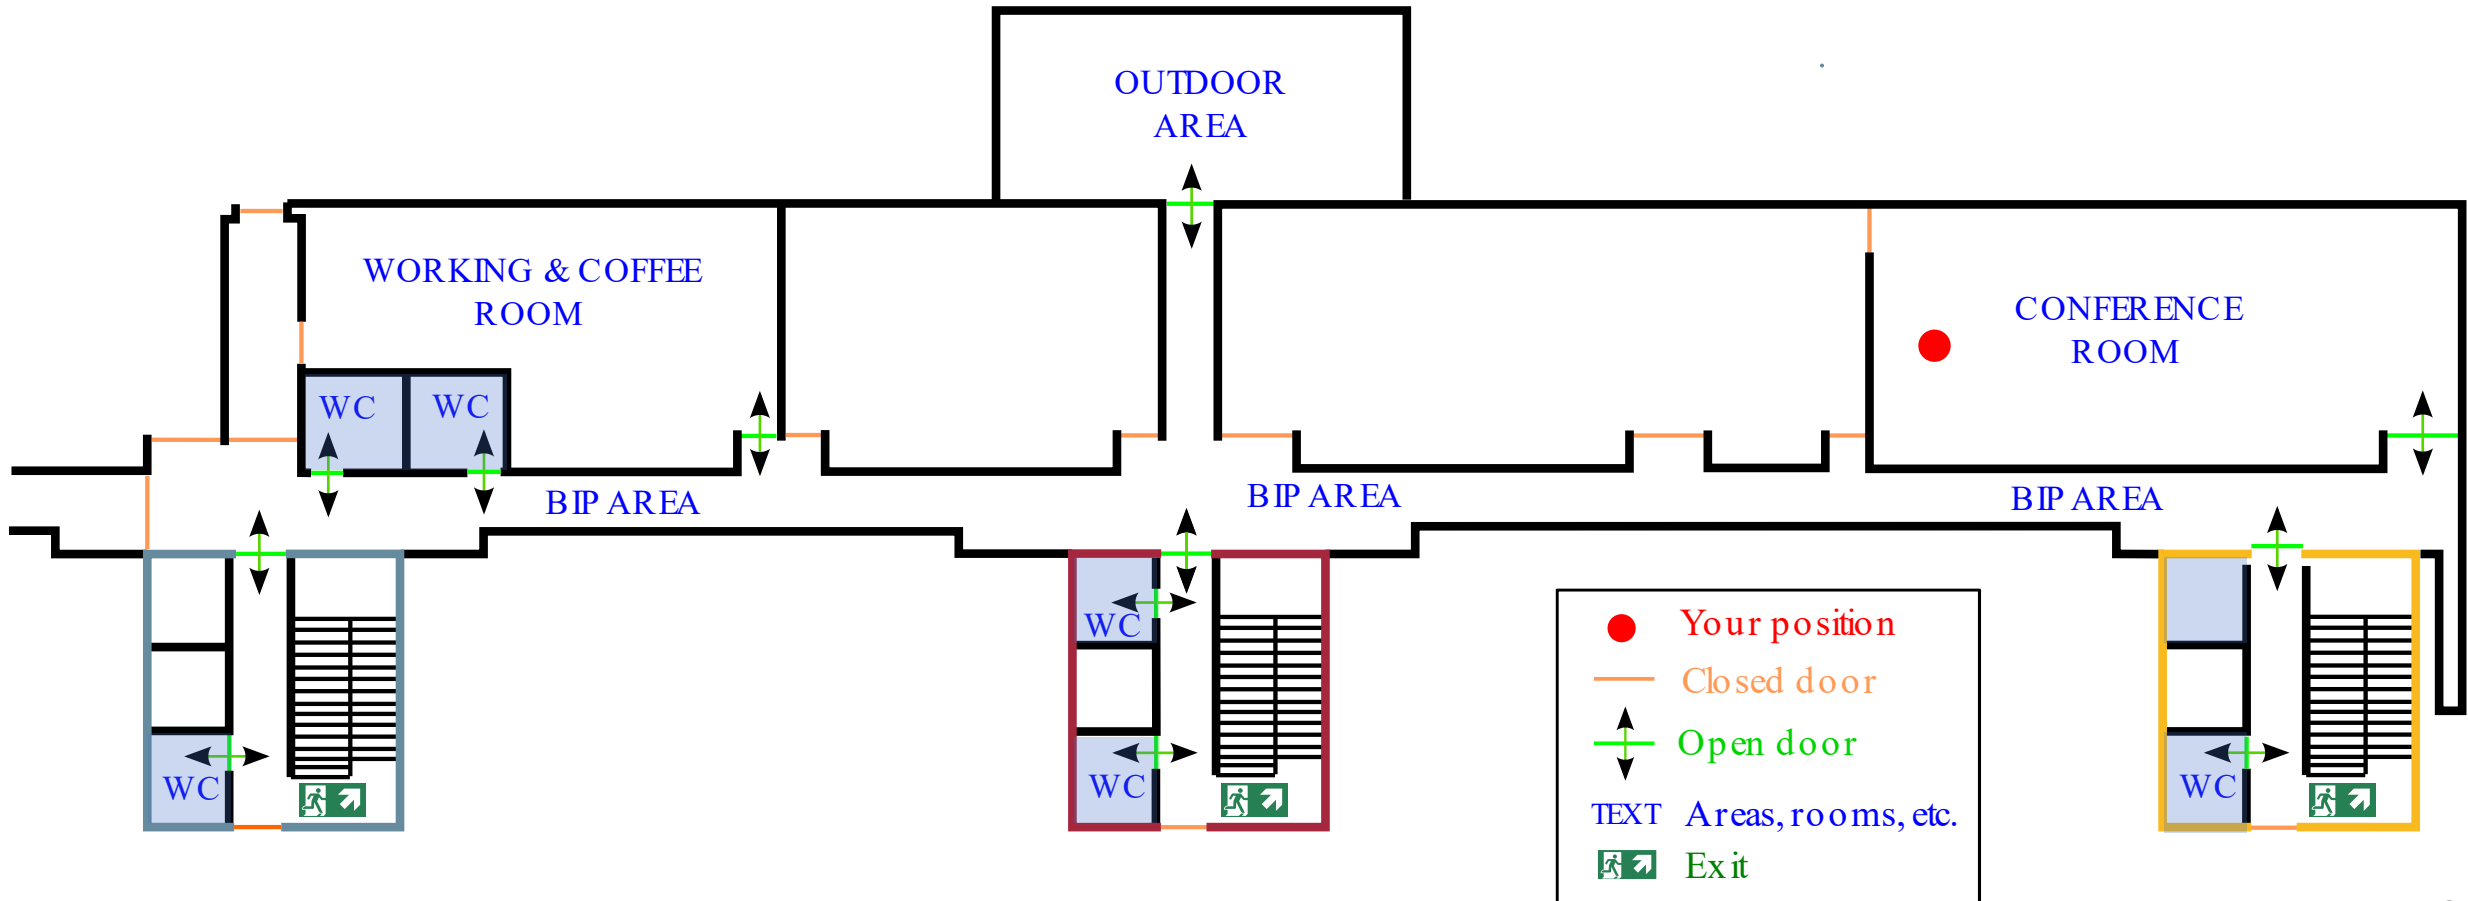 OUTDOOR
AREA
WORKING & COFFEE
ROOM
CONFERENCE
ROOM
WC
WC
BIP AREA
BIP AREA
BIP AREA
WC
WC
WC
WC
Your position
Closed door
Open door
TEXT Areas, rooms, etc.
Exit